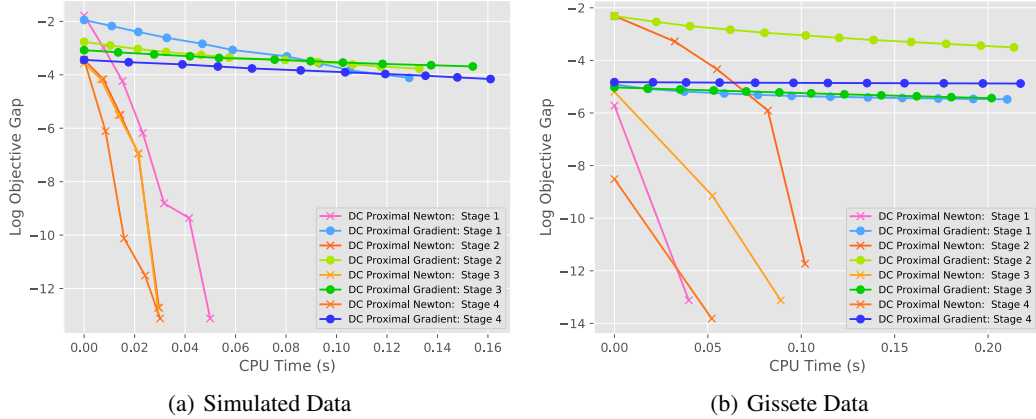 −2
−4
−6
−8
−10
−12
Log Objective Gap
0.00 0.02 0.04 0.06 0.08 0.10 0.12 0.14 0.16
CPU Time (s)
DC Proximal Newton: Stage 1
DC Proximal Gradient: Stage 1
DC Proximal Newton: Stage 2
DC Proximal Gradient: Stage 2
DC Proximal Newton: Stage 3
DC Proximal Gradient: Stage 3
DC Proximal Newton: Stage 4
DC Proximal Gradient: Stage 4
(a) Simulated Data
−2
−4
−6
−8
−10
−12
−14
Log Objective Gap
0.00 0.05 0.10 0.15 0.20
CPU Time (s)
DC Proximal Newton: Stage 1
DC Proximal Gradient: Stage 1
DC Proximal Newton: Stage 2
DC Proximal Gradient: Stage 2
DC Proximal Newton: Stage 3
DC Proximal Gradient: Stage 3
DC Proximal Newton: Stage 4
DC Proximal Gradient: Stage 4
(b) Gissete Data